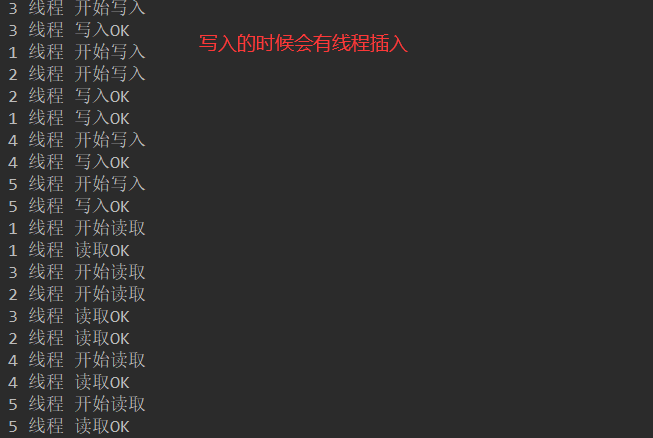 3 线程 开始写入
3 线程 写入OK
写入的时候会有线程插入
1 线程 开始写入
2 线程 开始写入
2 线程 写入OK
1 线程 写入OK
4 线程 开始写入
4 线程 写入OK
5 线程 开始写入
5 线程 写入OK
1 线程 开始读取
1 线程 读取OK
3 线程 开始读取
2 线程 开始读取
3 线程 读取OK
2 线程 读取OK
4 线程 开始读取
4 线程 读取OK
5 线程 开始读取
5 线程 读取OK